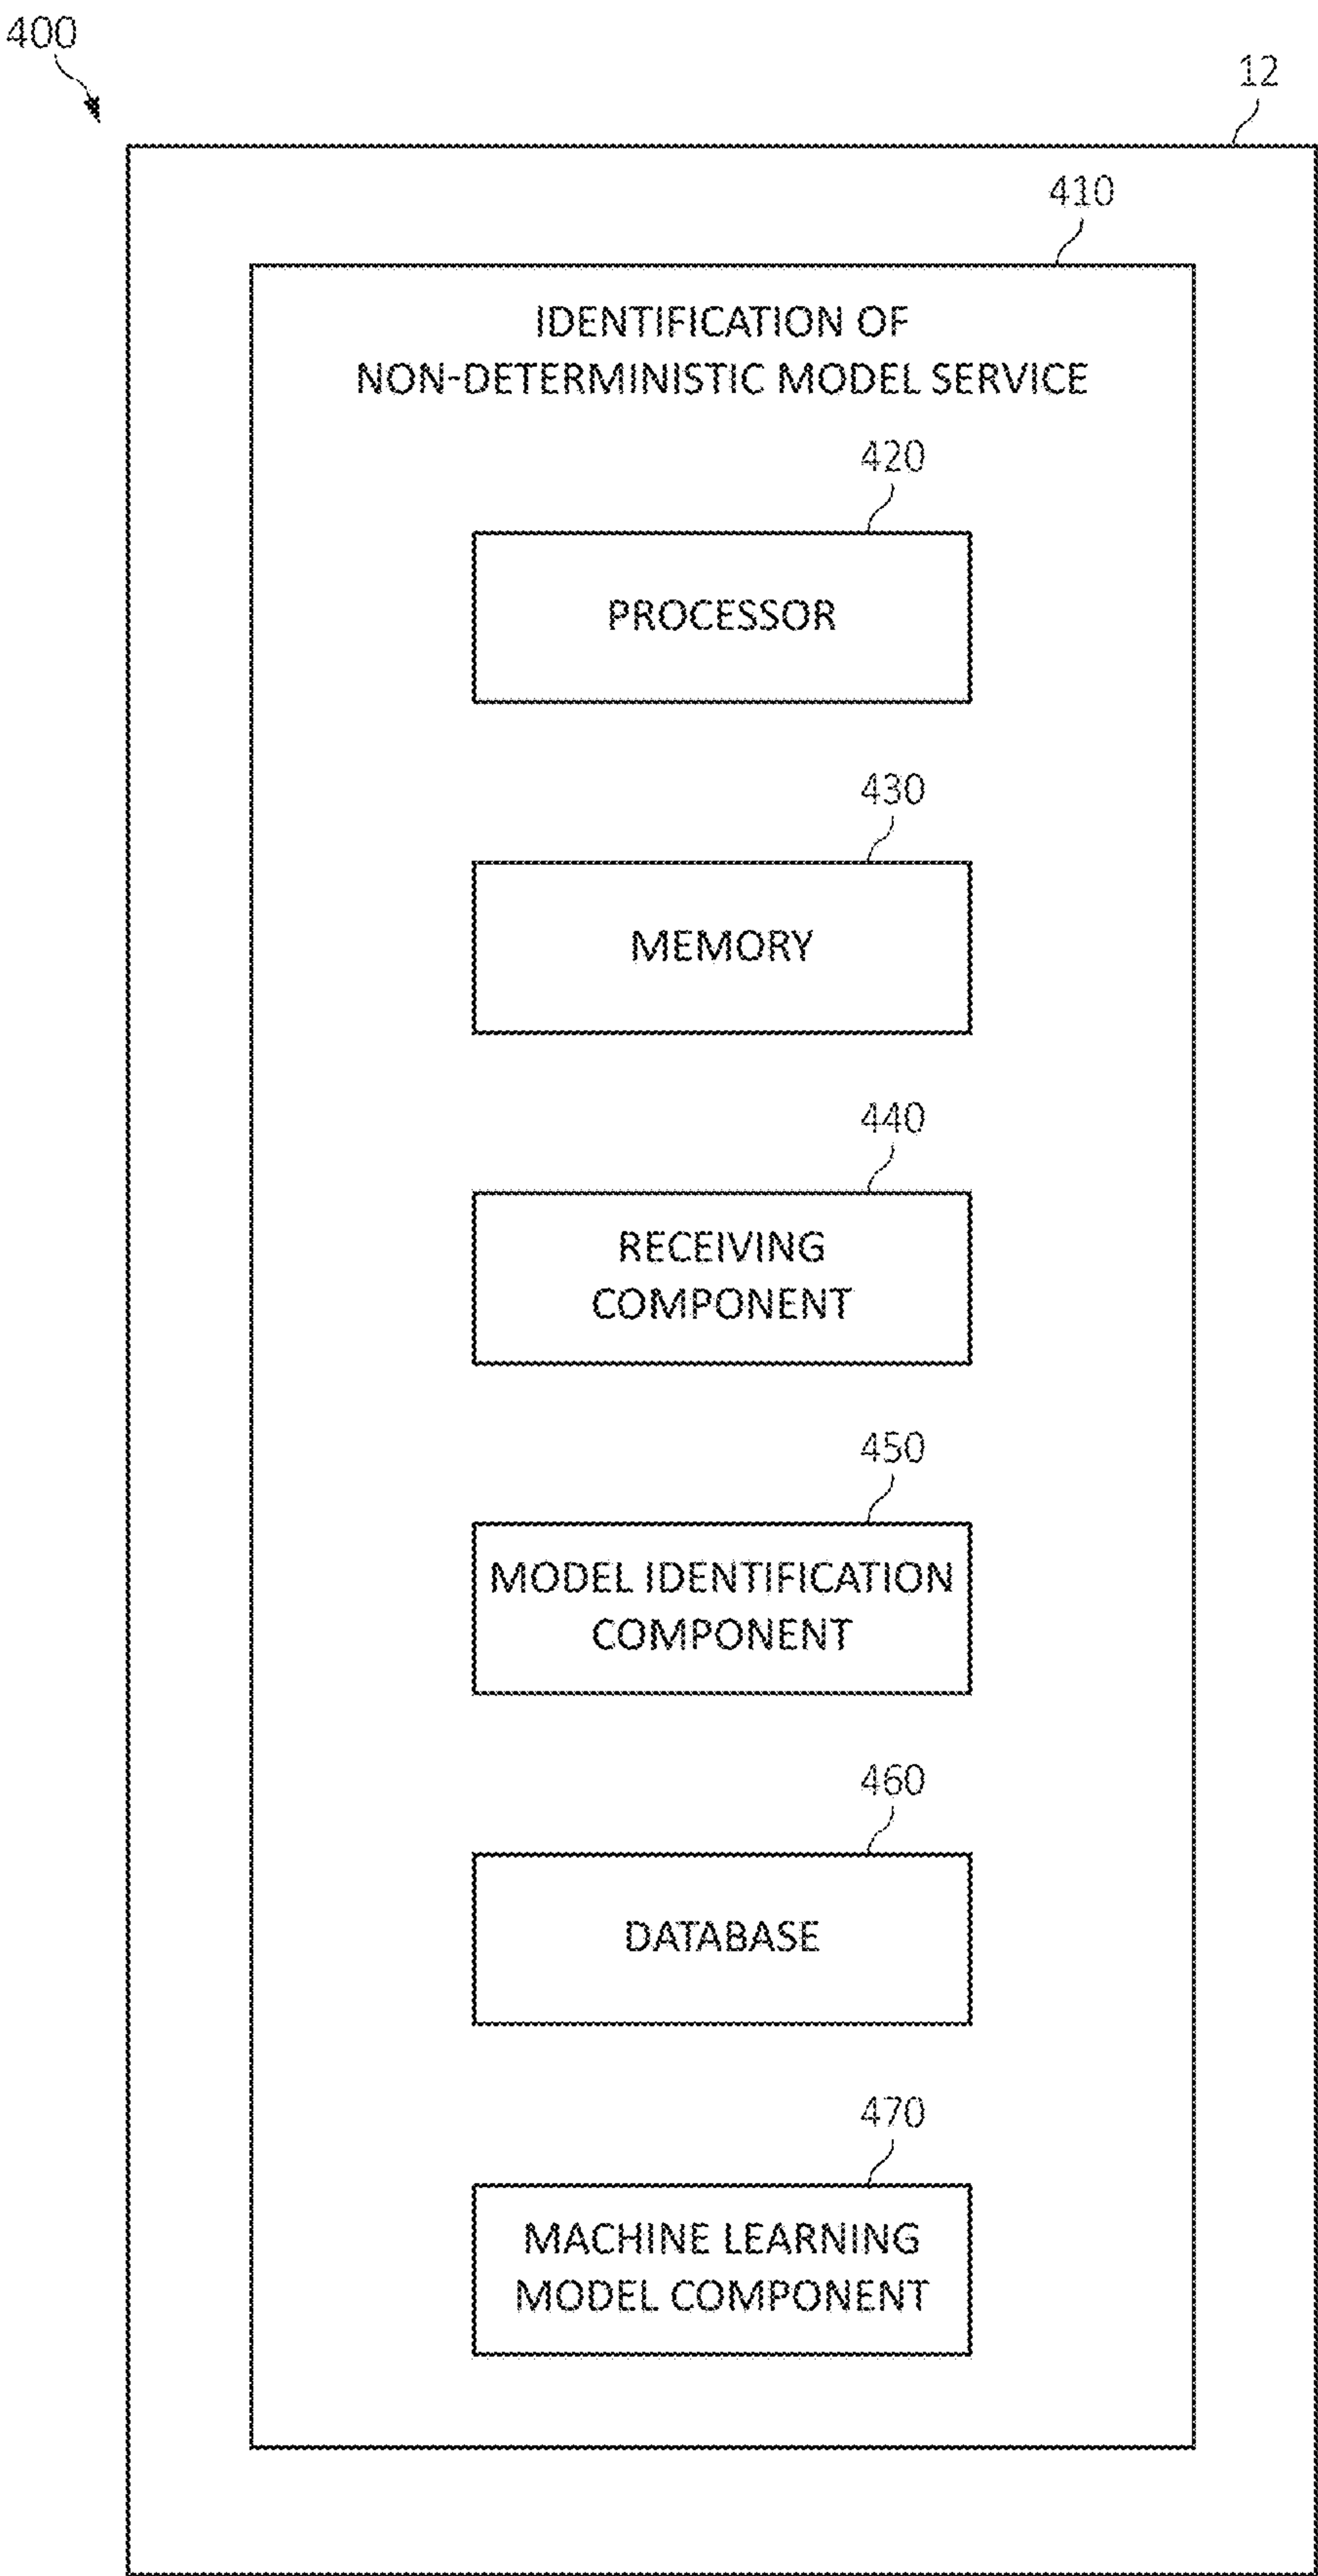 400
12
410
IDENTIFICATION OF
NON-DETERMINISTIC MODEL SERVICE
420
PROCESSOR
430
MEMORY
440
RECEIVING
COMPONENT
450
MODEL IDENTIFICATION
COMPONENT
460
DATABASE
470
MACHINE LEARNING
MODEL COMPONENT